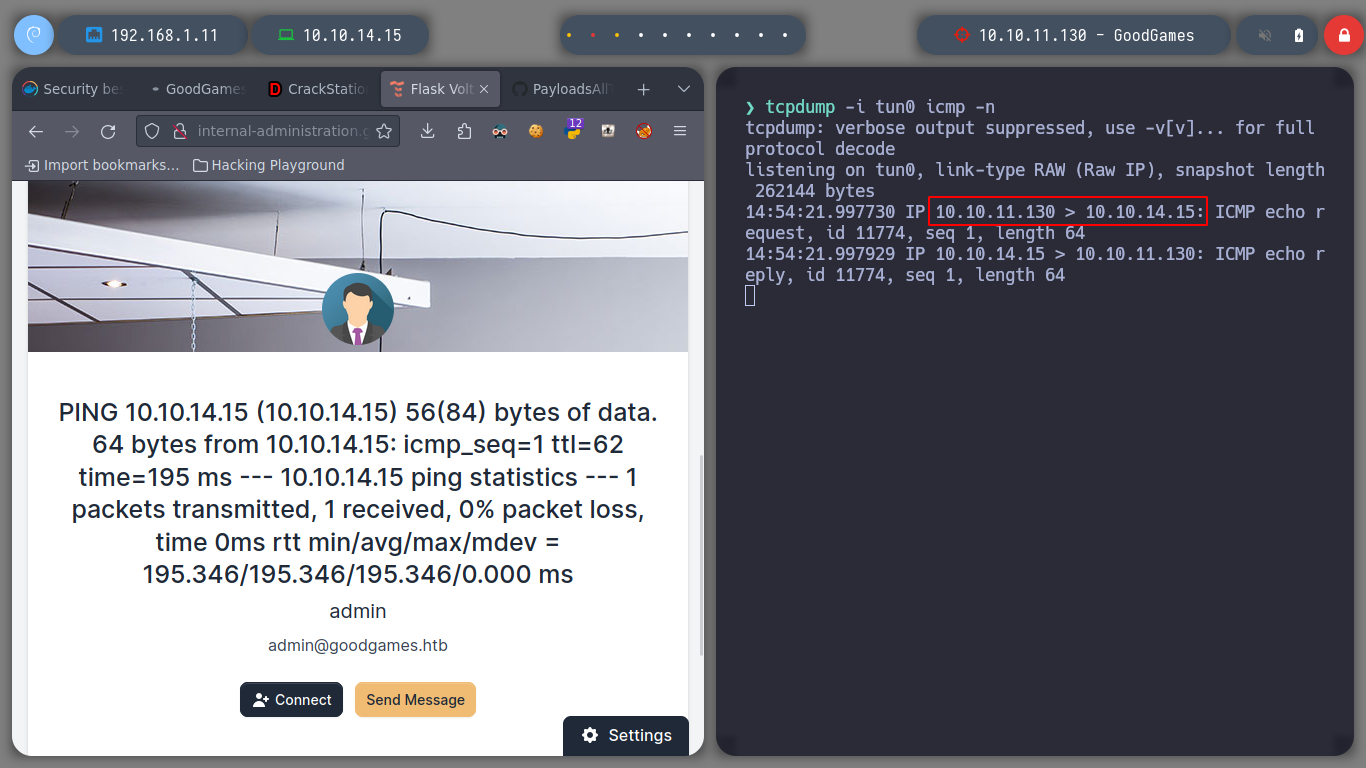 192.168.1.11
10.10.14.15
10.10.11.130 - GoodGames
Security be
GoodGames
CrackStatio
Flask Volt
PayloadsAllT
internal-administration.g
12
Import bookmarks...
Hacking Playground
PING 10.10.14.15 (10.10.14.15) 56(84) bytes of data.
64 bytes from 10.10.14.15: icmp_seq=1 ttl=62
time=195 ms --- 10.10.14.15 ping statistics --- 1
packets transmitted, 1 received, 0% packet loss,
time 0ms rtt min/avg/max/mdev =
195.346/195.346/195.346/0.000 ms
admin
admin@goodgames.htb
Connect
Send Message
Settings
❯ tcpdump -i tun0 icmp -n
tcpdump: verbose output suppressed, use -v[v]... for full
protocol decode
listening on tun0, link-type RAW (Raw IP), snapshot length
262144 bytes
14:54:21.997730 IP 10.10.11.130 > 10.10.14.15: ICMP echo r
equest, id 11774, seq 1, length 64
14:54:21.997929 IP 10.10.14.15 > 10.10.11.130: ICMP echo r
eply, id 11774, seq 1, length 64